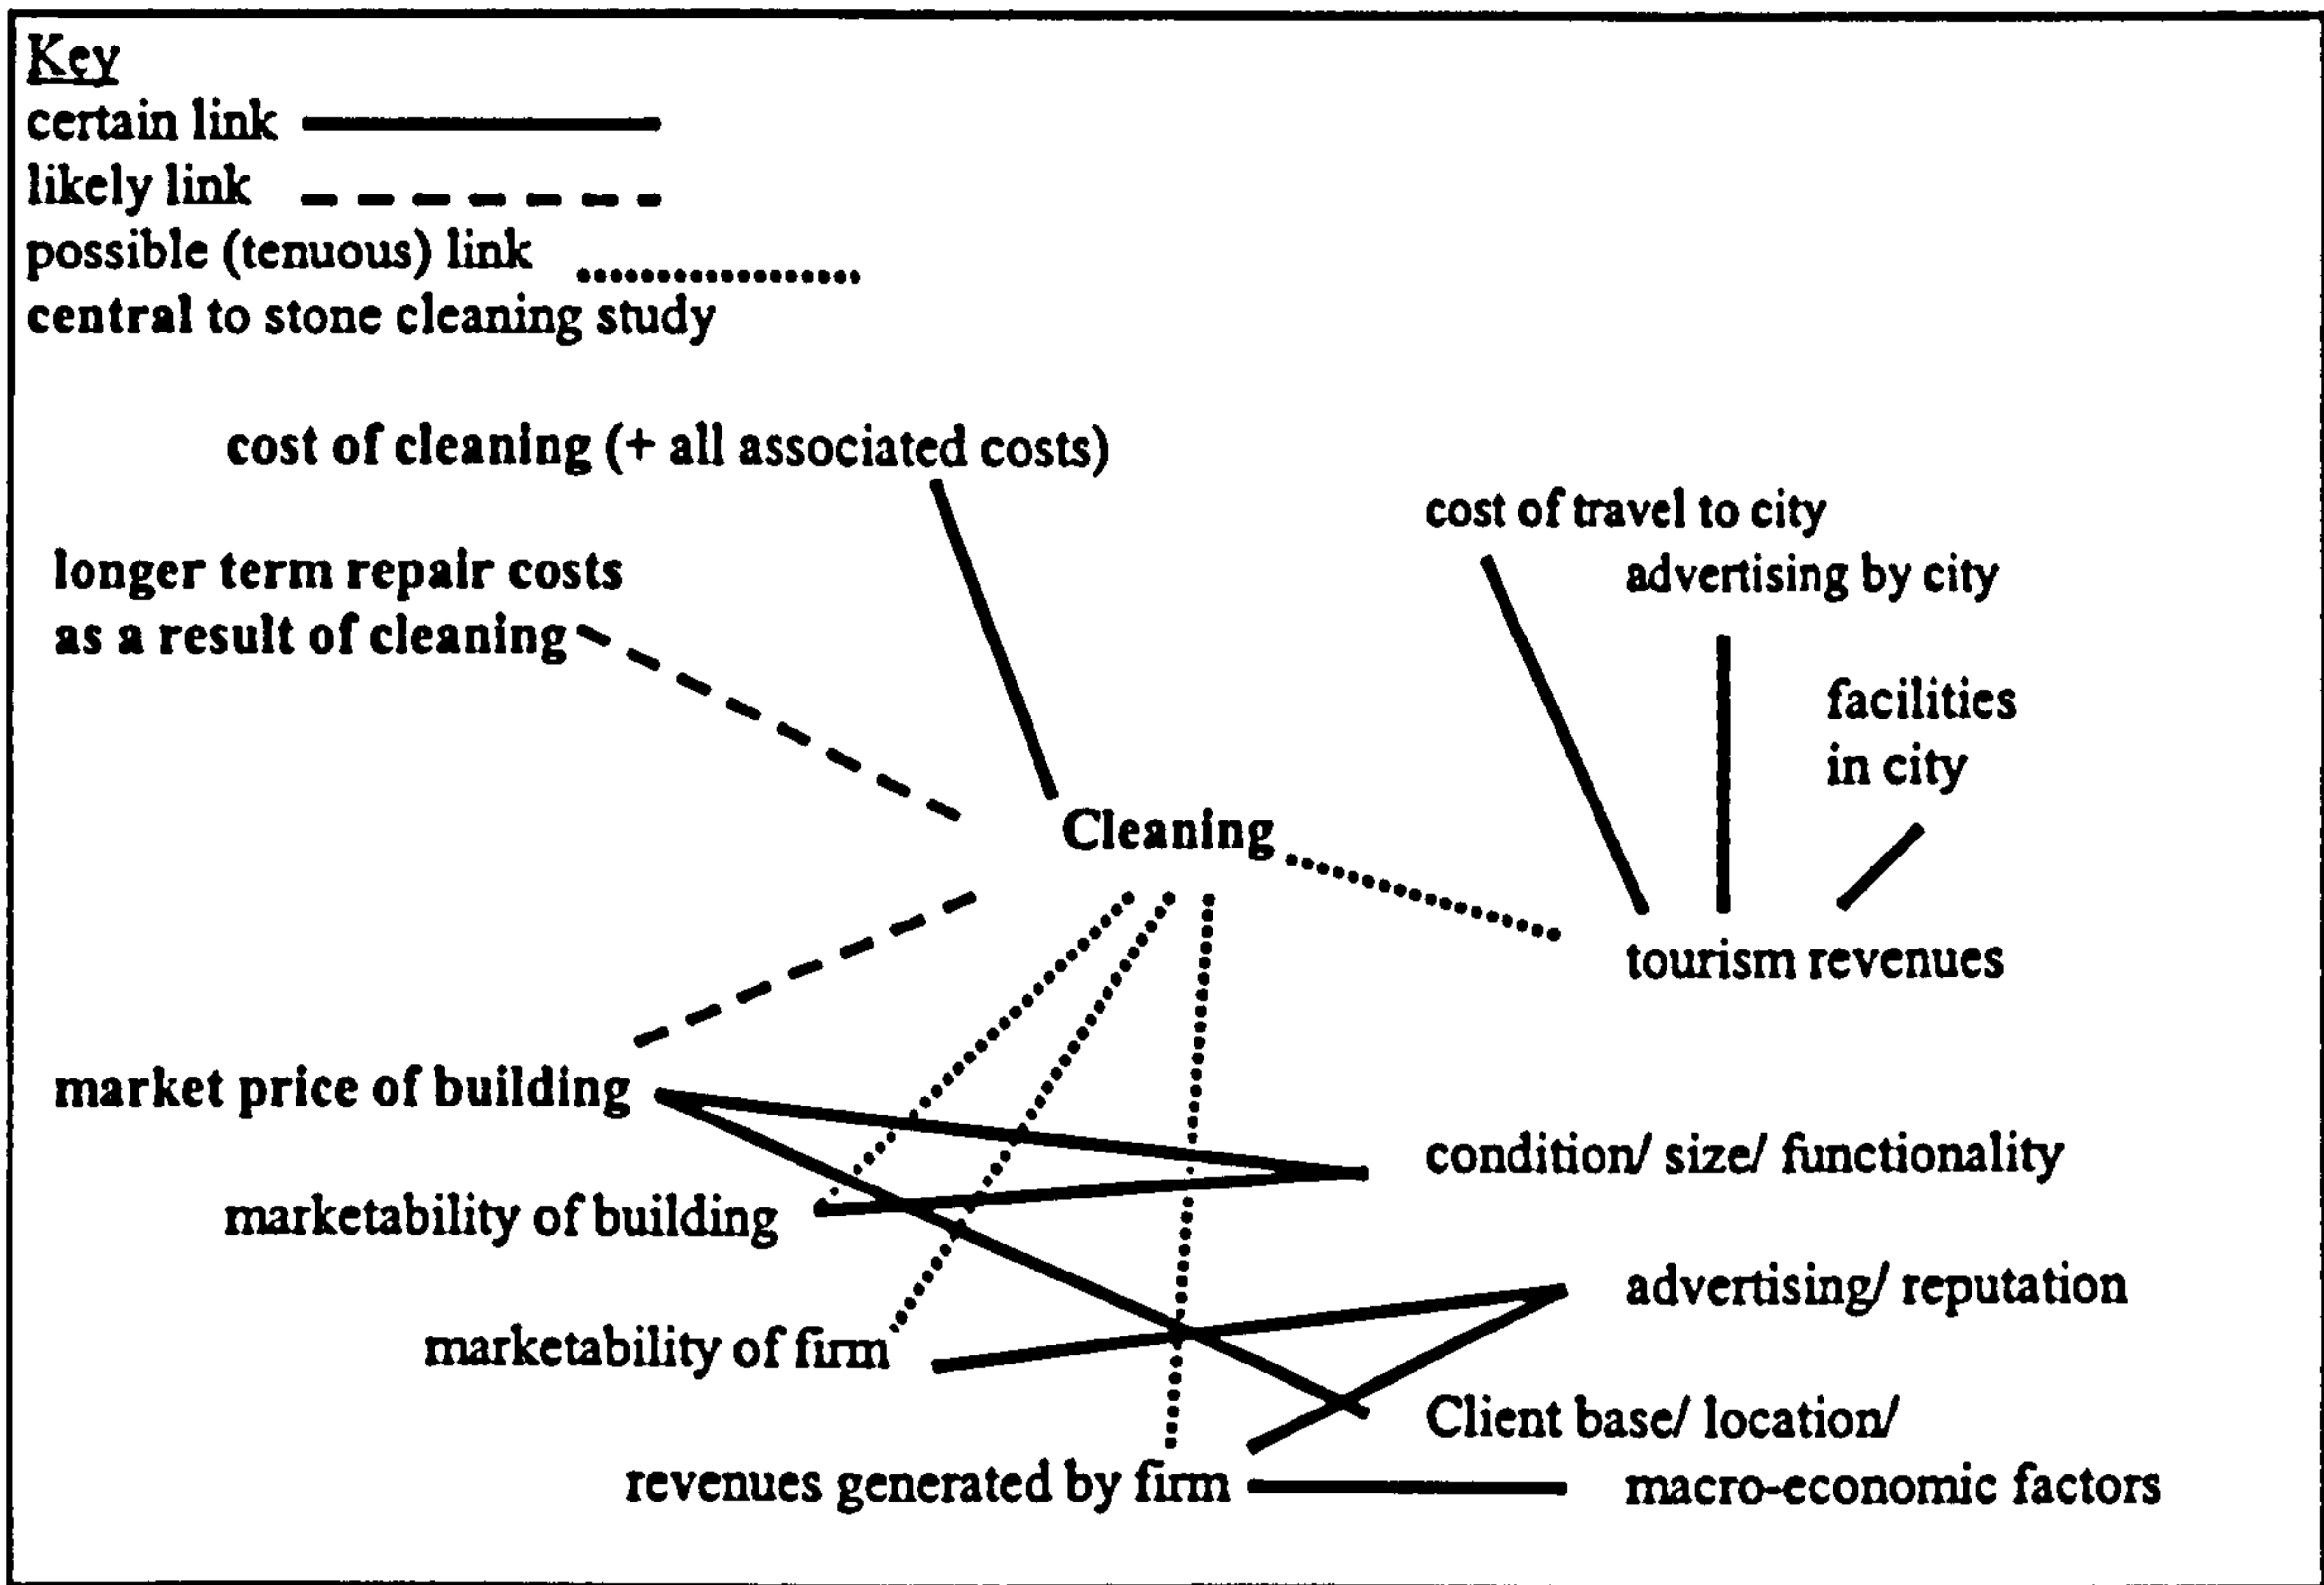 Key
certain link
likely link
possible (tenuous) link
central to stone cleaning study
cost of cleaning (+ all associated costs)
cost of travel to city
advertising by city
longer term repair costs
as a result of cleaning
facilities
in city
Cleaning
tourism revenues
market price of building
condition/ size/ functionality
marketability of building
advertising/ reputation
marketability of firm
Client base/ location/
revenues generated by firm
macro-economic factors